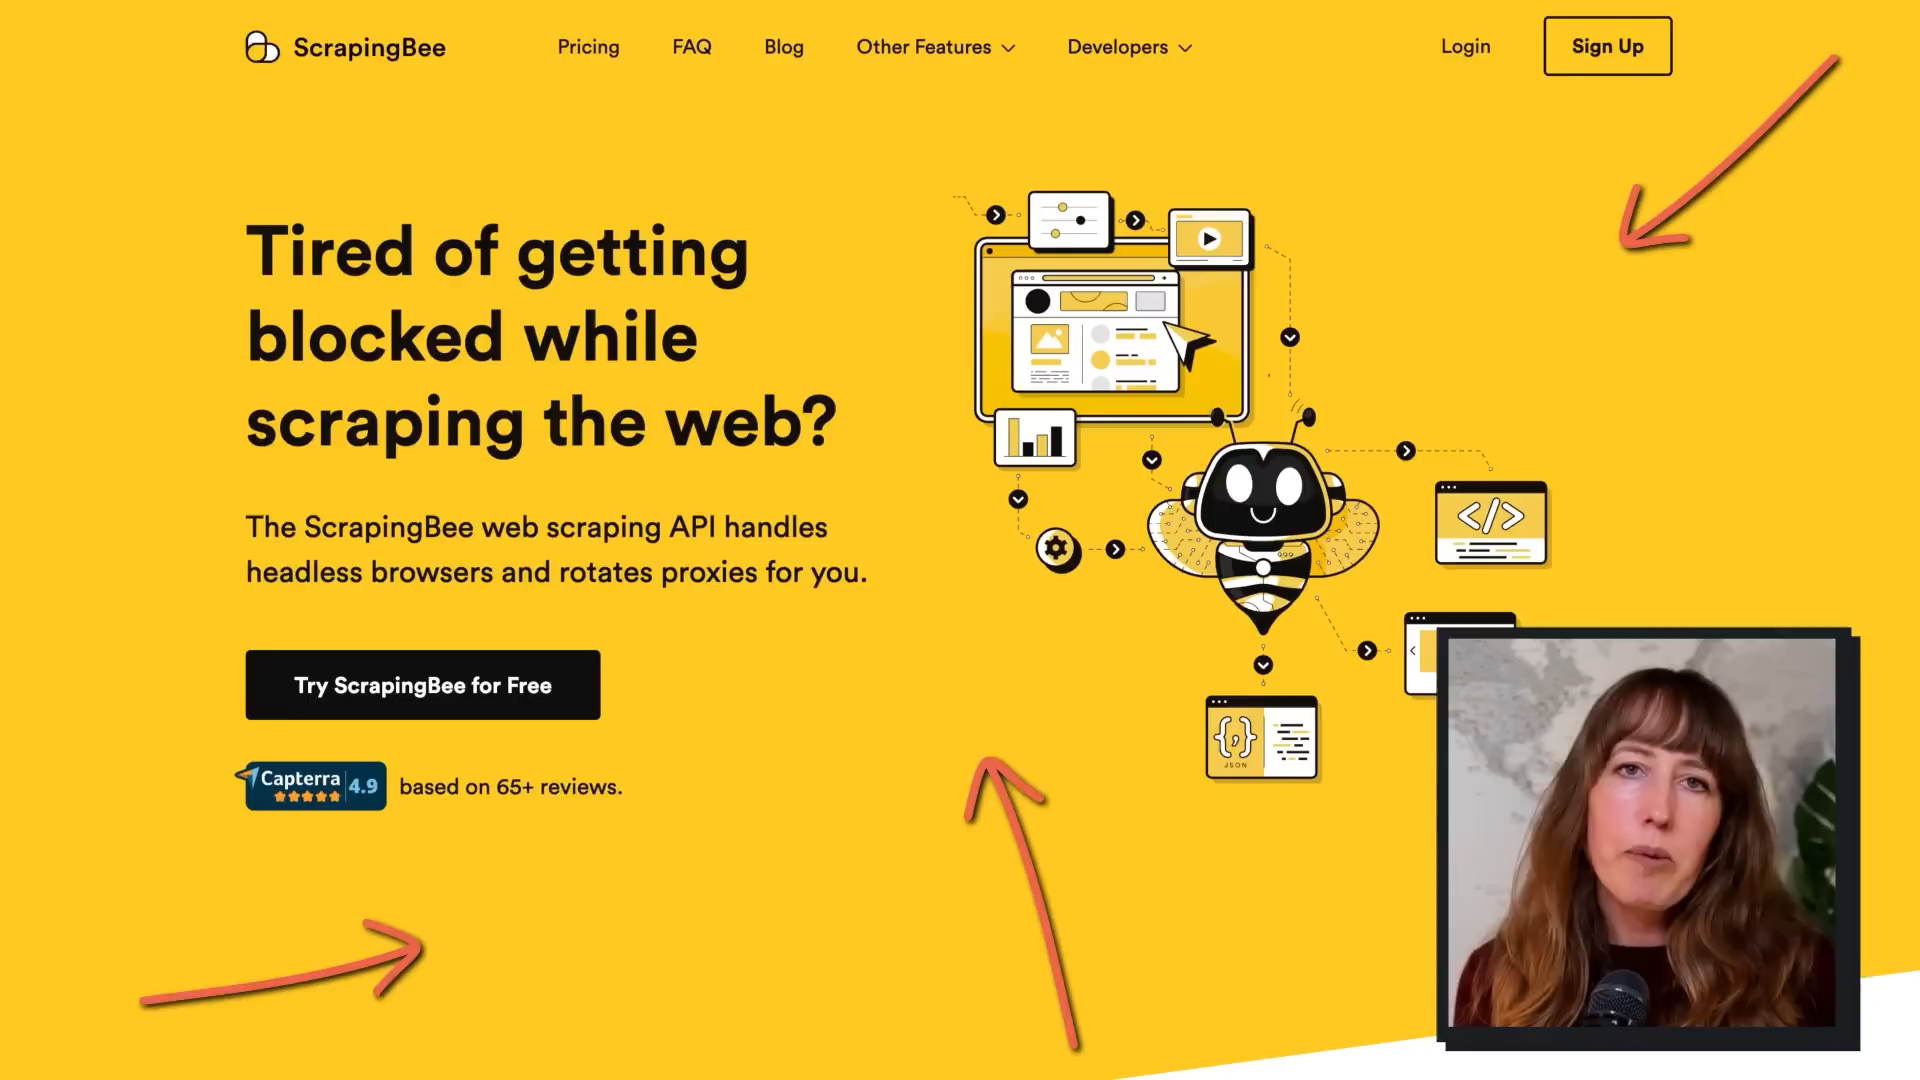 ScrapingBee
Pricing
FAQ
Blog
Other Features
Developers
Login
Sign Up
Tired of getting
blocked while
scraping the web?
The ScrapingBee web scraping API handles
headless browsers and rotates proxies for you.
Try ScrapingBee for Free
Capterra 4.9
based on 65+ reviews.
</>
{;}
JSON